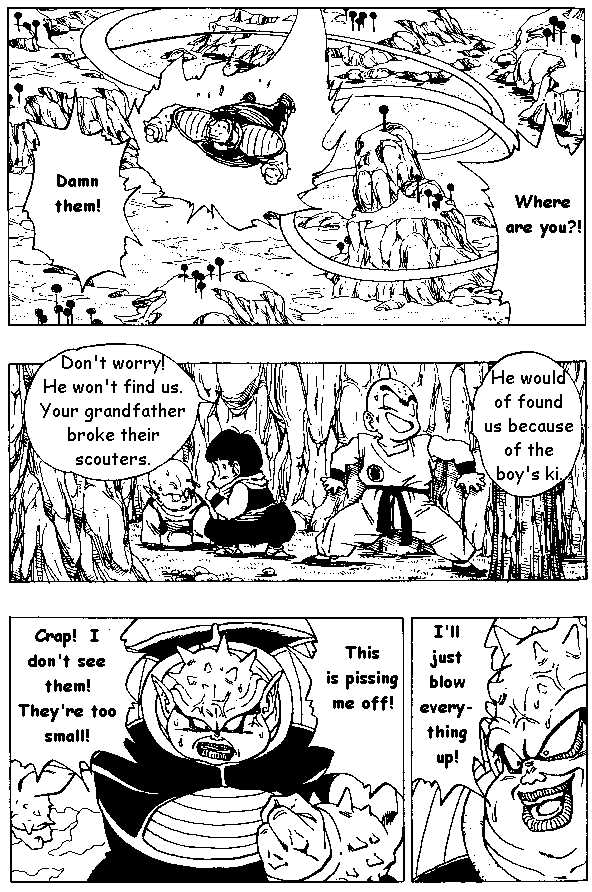 Damn
them!
Where
are you?!
Don't worry!
He won't find us.
Your grandfather
broke their
scouters.
He would
of found
us because
of the
boy's ki.
Crap! I
don't see
them!
They're too
small!
This
is pissing
me off!
I'll
just
blow
every-
thing
up!